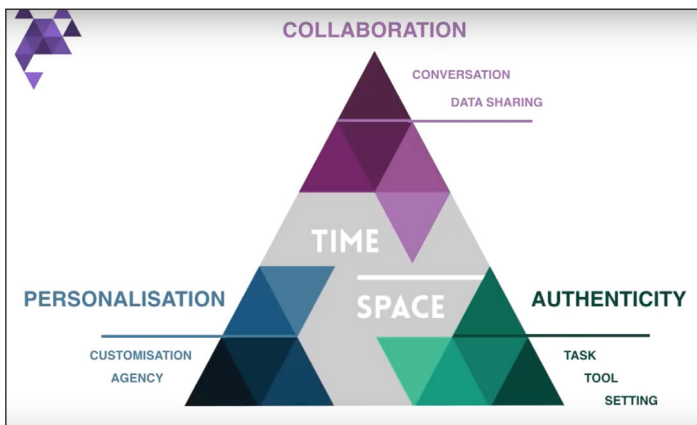 COLLABORATION
CONVERSATION
DATA SHARING
TIME
SPACE
PERSONALISATION
CUSTOMISATION
AGENCY
AUTHENTICITY
TASK
TOOL
SETTING